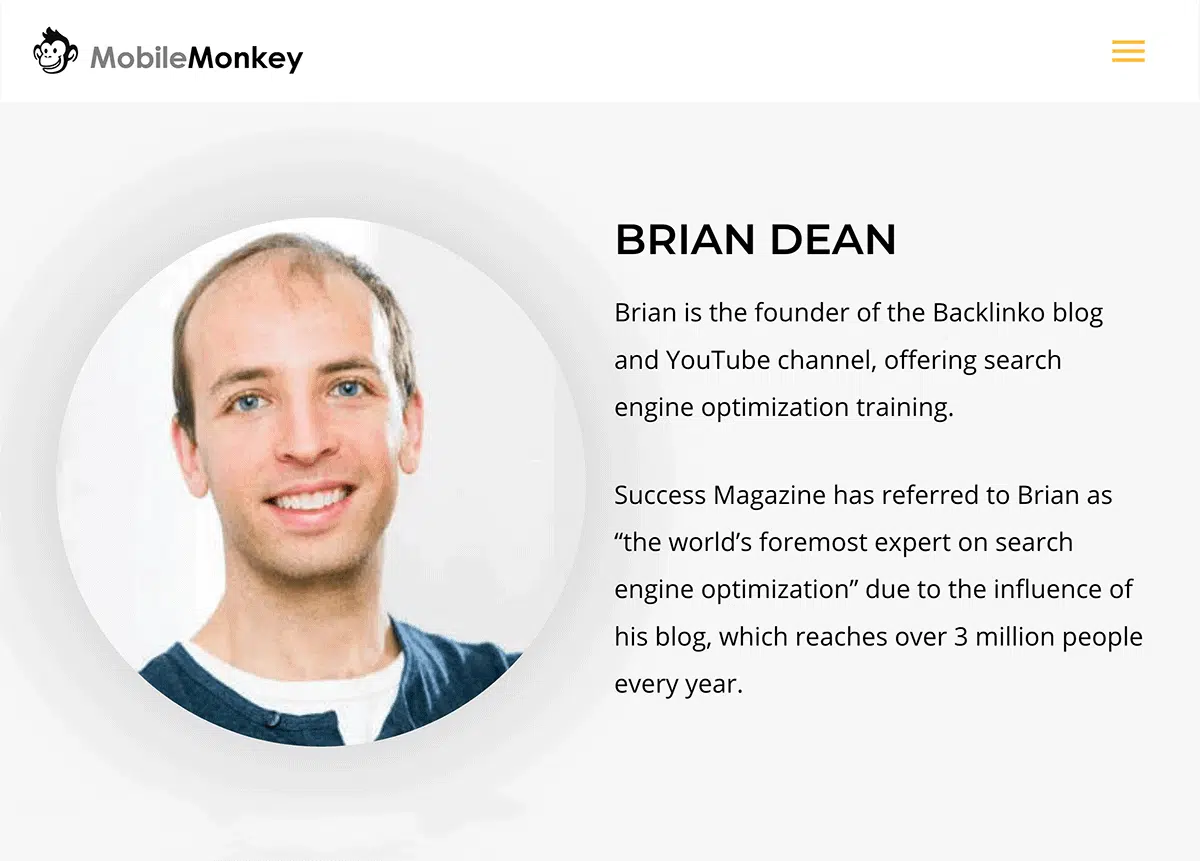 MobileMonkey
BRIAN DEAN
Brian is the founder of the Backlinko blog
and YouTube channel, offering search
engine optimization training.
Success Magazine has referred to Brian as
“the world’s foremost expert on search
engine optimization” due to the influence of
his blog, which reaches over 3 million people
every year.